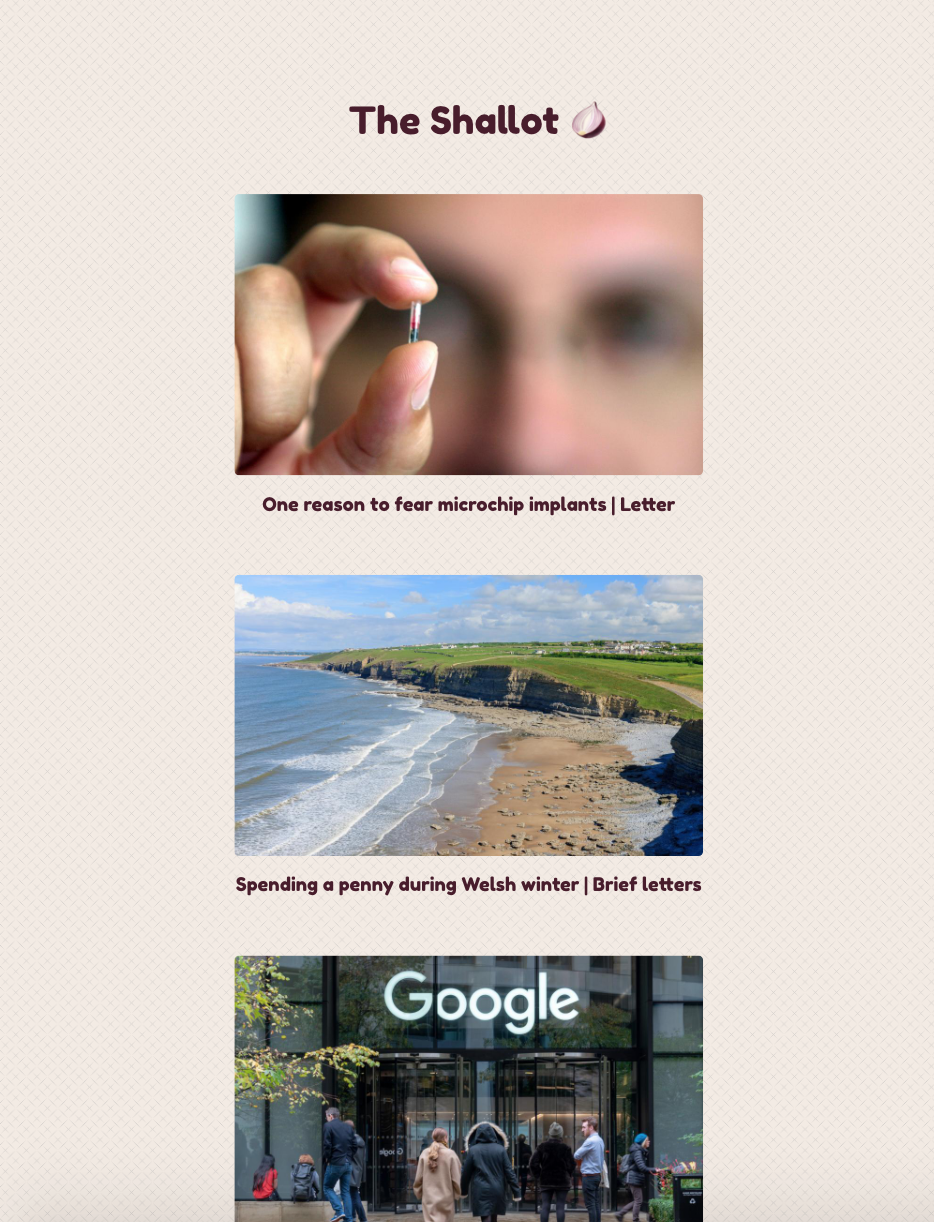 The Shallot
One reason to fear microchip implants | Letter
Spending a penny during Welsh winter | Brief letters
Google